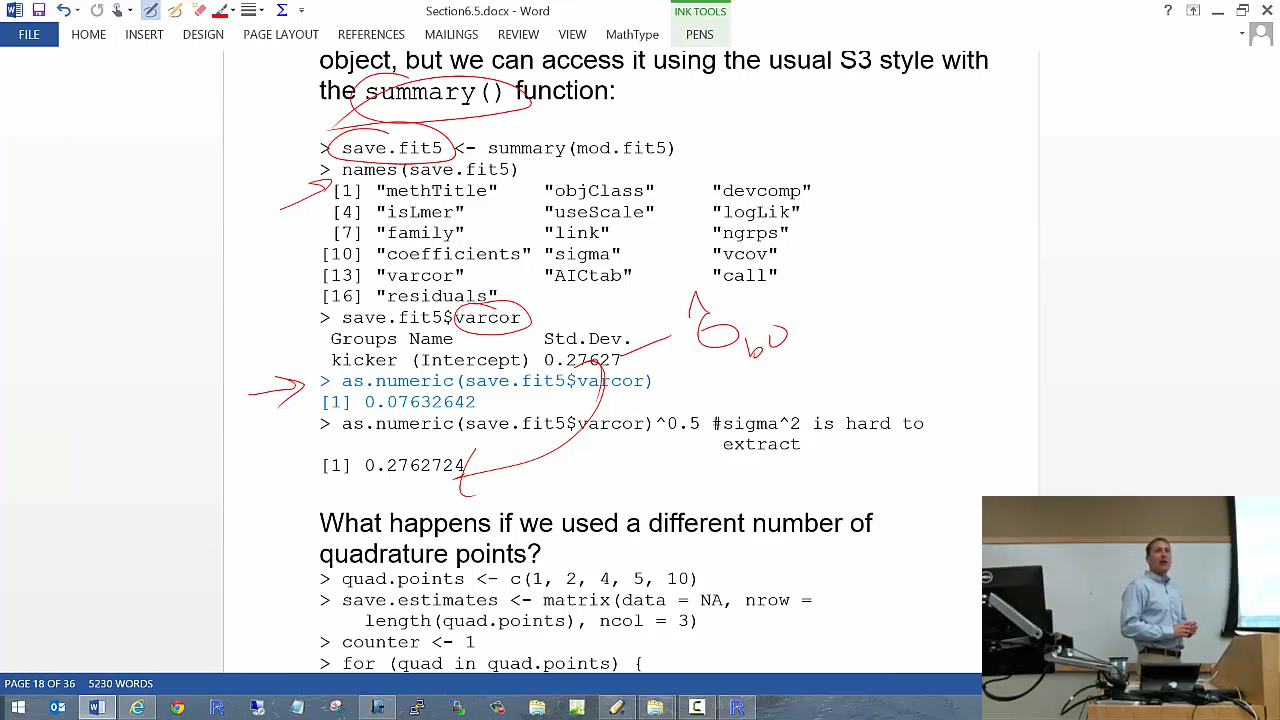 Section6.5.docx - Word
INK TOOLS
FILE HOME INSERT DESIGN PAGE LAYOUT REFERENCES MAILINGS REVIEW VIEW MathType PENS
object, but we can access it using the usual S3 style with
the summary() function:
> save.fit5 <- summary(mod.fit5)
> names(save.fit5)
[1] "methTitle" "objClass" "devcomp"
[4] "isLmer" "useScale" "logLik"
[7] "family" "link" "ngrps"
[10] "coefficients" "sigma" "vcov"
[13] "varcor" "AICtab" "call"
[16] "residuals"
> save.fit5$varcor
Groups Name Std.Dev.
kicker (Intercept) 0.27627
σ̂b0
> as.numeric(save.fit5$varcor)
[1] 0.07632642
> as.numeric(save.fit5$varcor)^0.5 #sigma^2 is hard to
extract
[1] 0.2762724
What happens if we used a different number of
quadrature points?
> quad.points <- c(1, 2, 4, 5, 10)
> save.estimates <- matrix(data = NA, nrow =
length(quad.points), ncol = 3)
> counter <- 1
> for (quad in quad.points) {
PAGE 18 OF 36 5230 WORDS